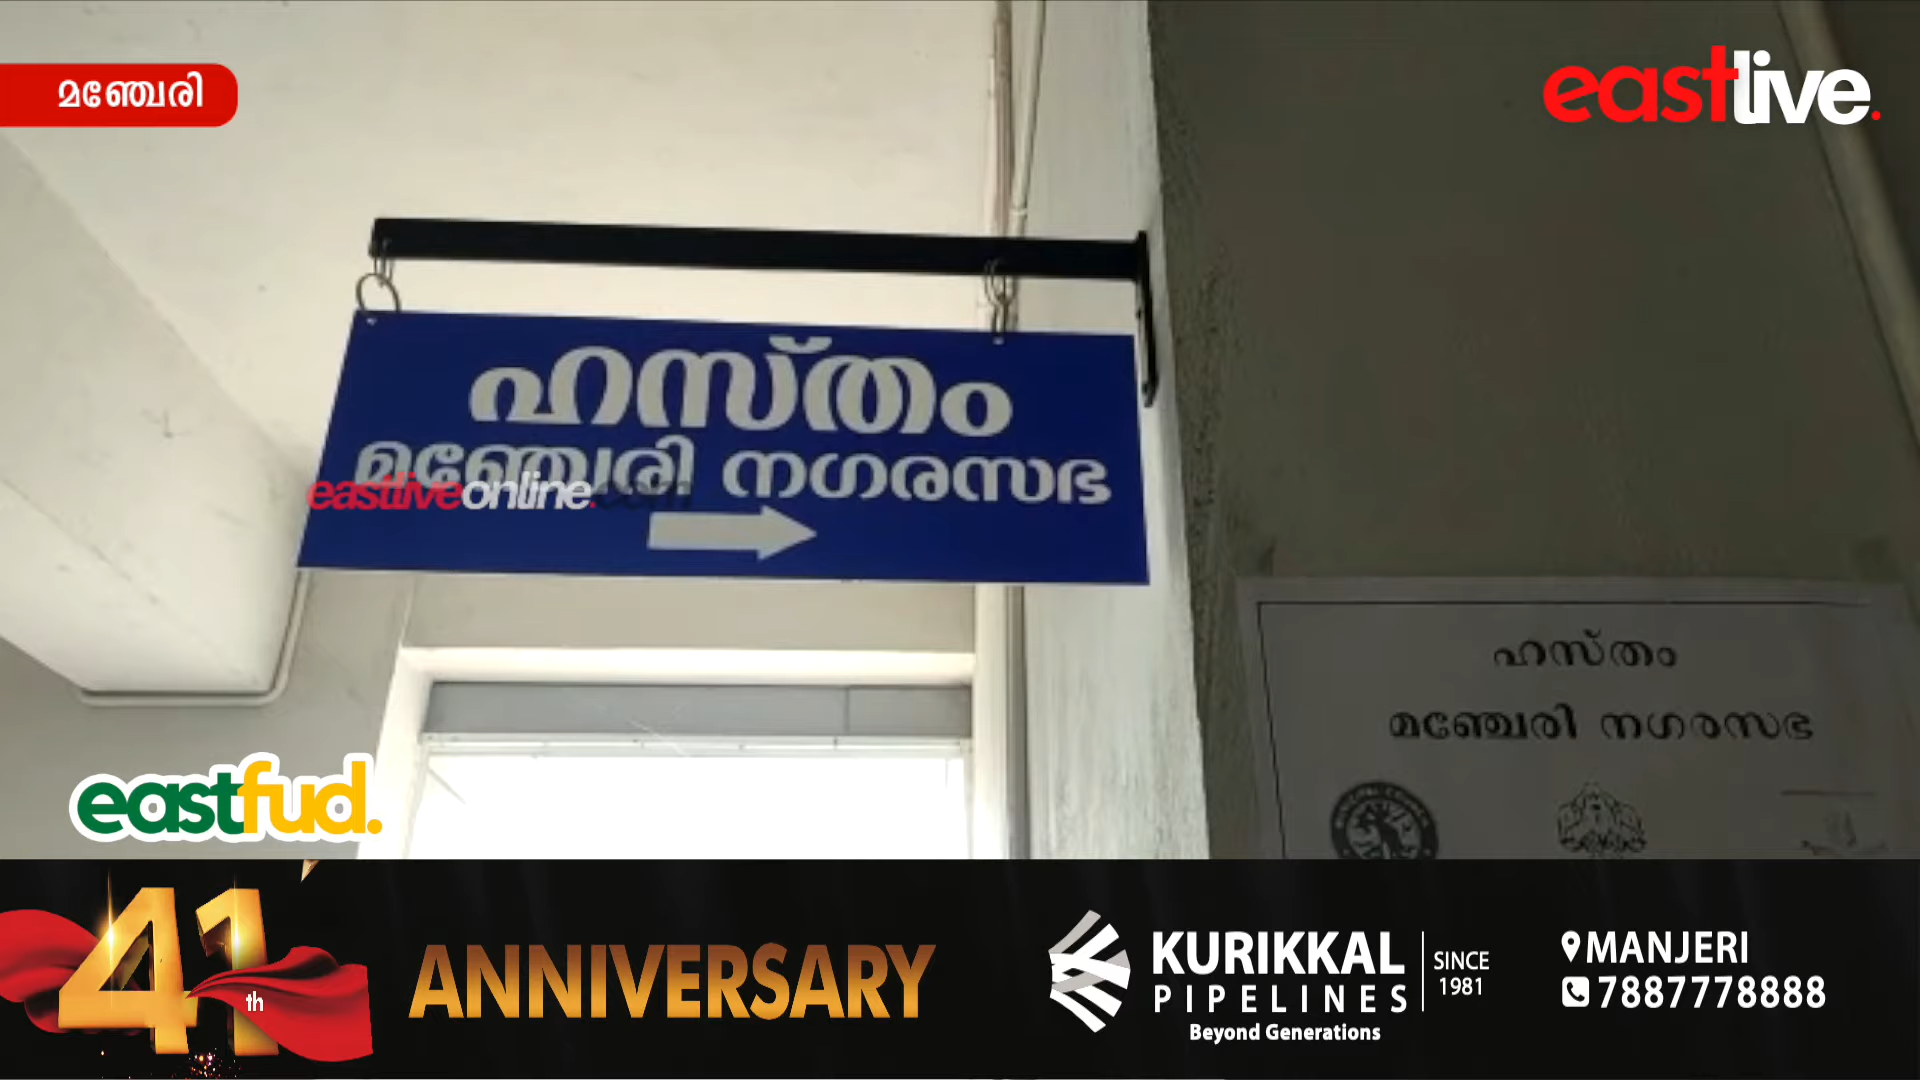 മഞ്ചേരി
eastlive.
ഹസ്തം
മഞ്ചേരി നഗരസഭ
eastliveonline.com
ഹസ്തം
മഞ്ചേരി നഗരസഭ
eastfud.
41th
ANNIVERSARY
KURIKKAL
PIPELINES
Beyond Generations
SINCE
1981
MANJERI
7887778888